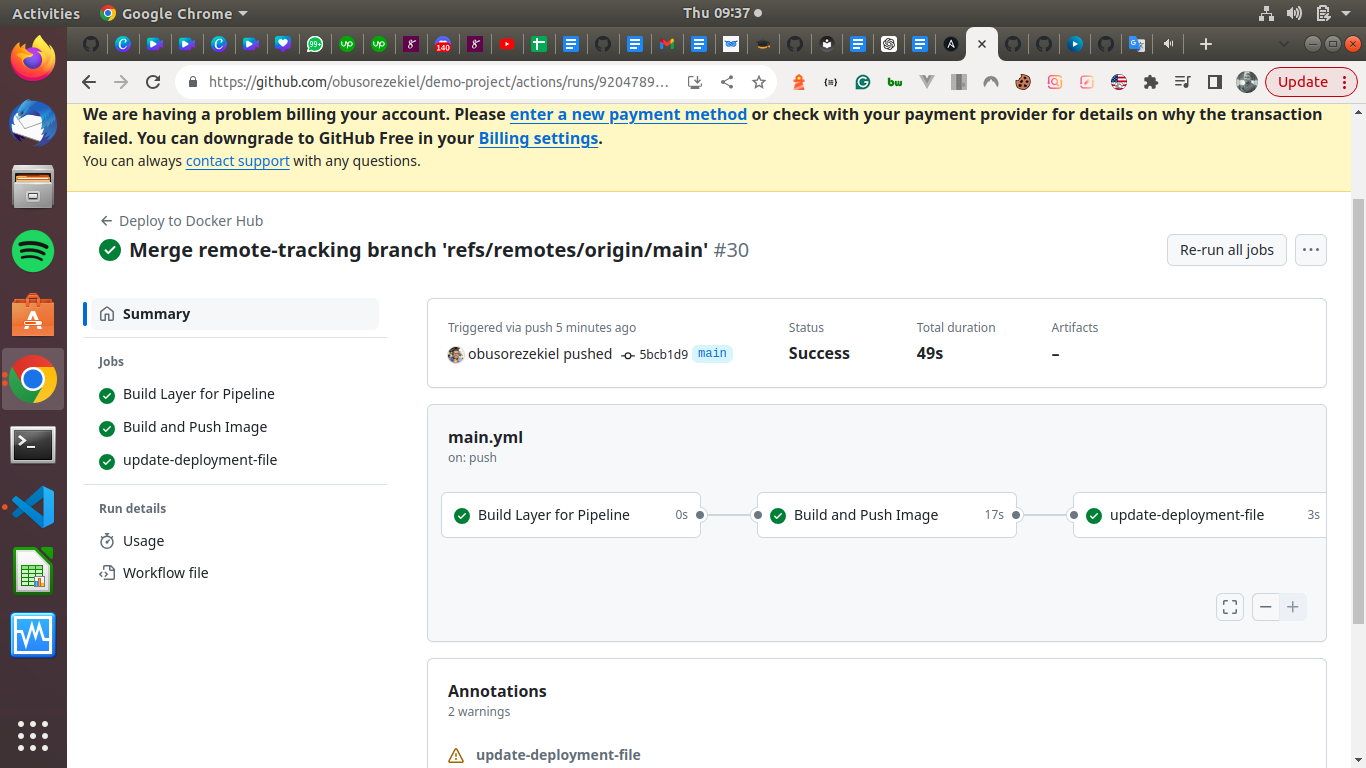 Activities
Google Chrome
Thu 09:37
99+
up
up
140
A
https://github.com/obusorezekiel/demo-project/actions/runs/9204789…
bw
Update
We are having a problem billing your account. Please enter a new payment method or check with your payment provider for details on why the transaction
failed. You can downgrade to GitHub Free in your Billing settings.
You can always contact support with any questions.
Deploy to Docker Hub
Merge remote-tracking branch 'refs/remotes/origin/main' #30
Re-run all jobs
Summary
Jobs
Build Layer for Pipeline
Build and Push Image
update-deployment-file
Run details
Usage
Workflow file
Triggered via push 5 minutes ago
obusorezekiel pushed 5bcb1d9 main
Status
Success
Total duration
49s
Artifacts
–
main.yml
on: push
Build Layer for Pipeline 0s
Build and Push Image 17s
update-deployment-file 3s
Annotations
2 warnings
update-deployment-file